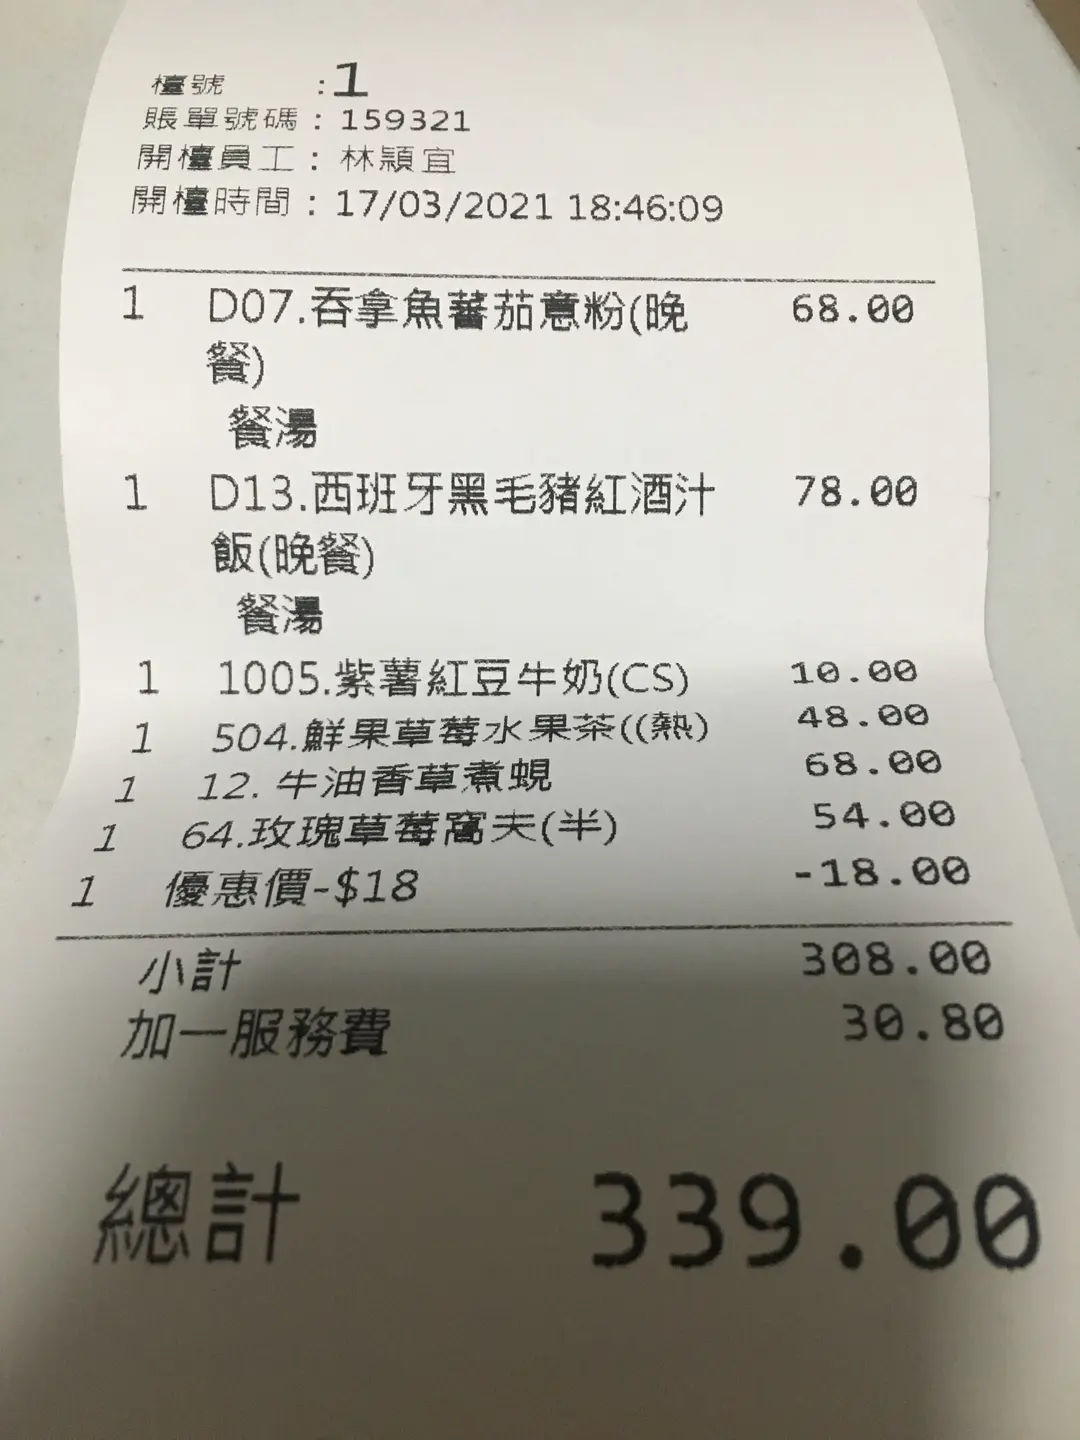 檯號 :1
賬單號碼 : 159321
開檯員工 : 林穎宜
開檯時間 : 17/03/2021 18:46:09
1 D07.吞拿魚蕃茄意粉(晚 68.00
餐)
餐湯
1 D13.西班牙黑毛豬紅酒汁 78.00
飯(晚餐)
餐湯
1 1005.紫薯紅豆牛奶(CS) 10.00
1 504.鮮果草莓水果茶((熱) 48.00
1 12. 牛油香草煮蜆 68.00
1 64.玫瑰草莓窩夫(半) 54.00
1 優惠價-$18 -18.00
小計 308.00
加一服務費 30.80
總計 339.00